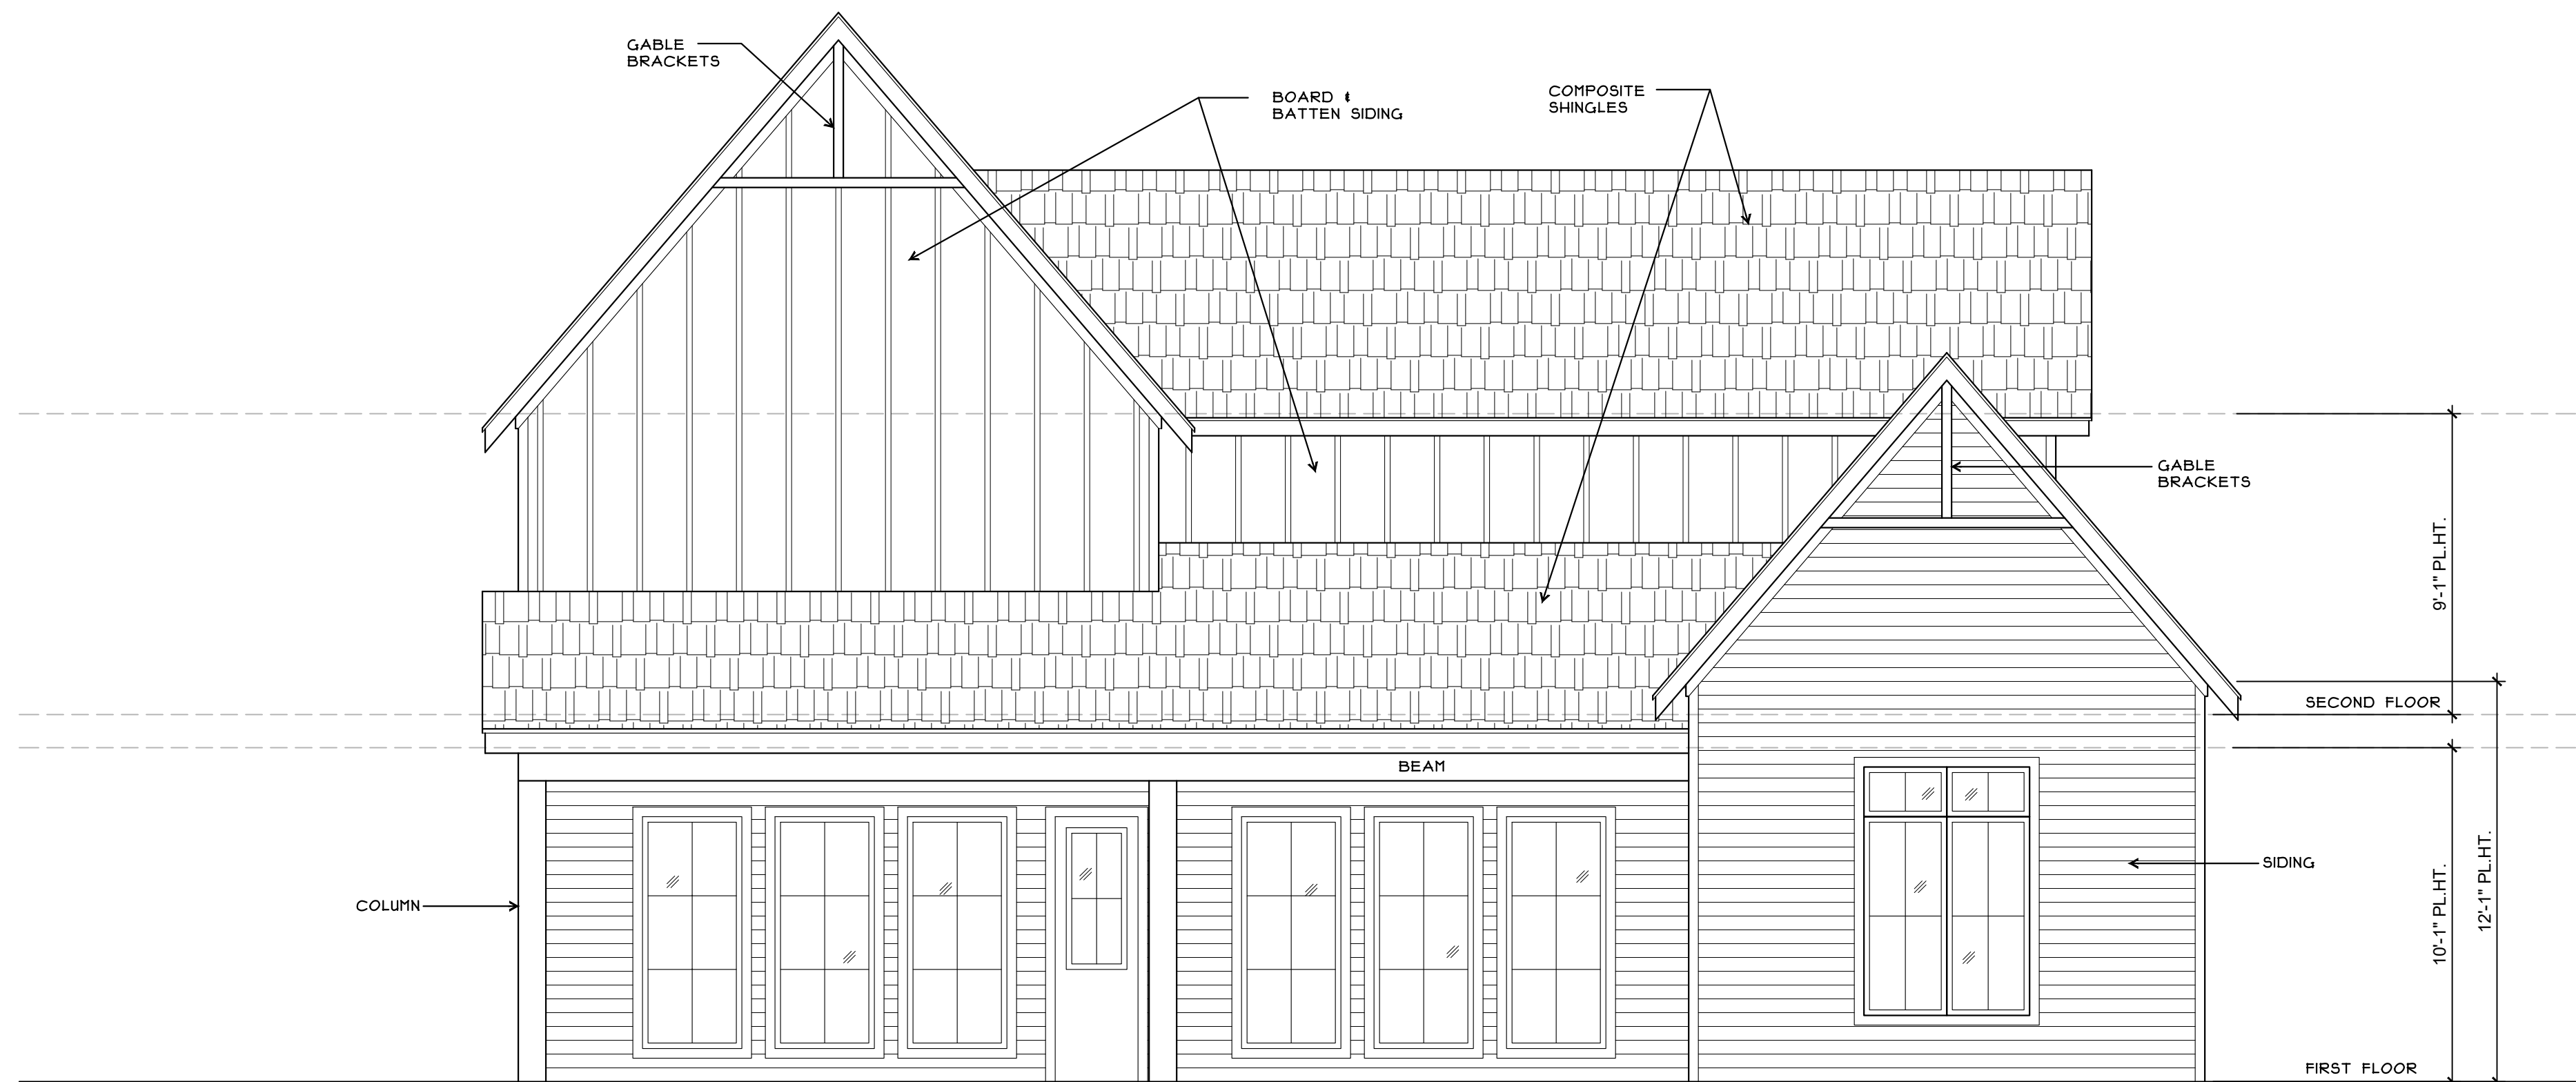 GABLE
BRACKETS
BOARD &
BATTEN SIDING
COMPOSITE
SHINGLES
GABLE
BRACKETS
9'-1" PL.HT.
SECOND FLOOR
BEAM
SIDING
COLUMN
10'-1" PL.HT.
12'-1" PL.HT.
FIRST FLOOR